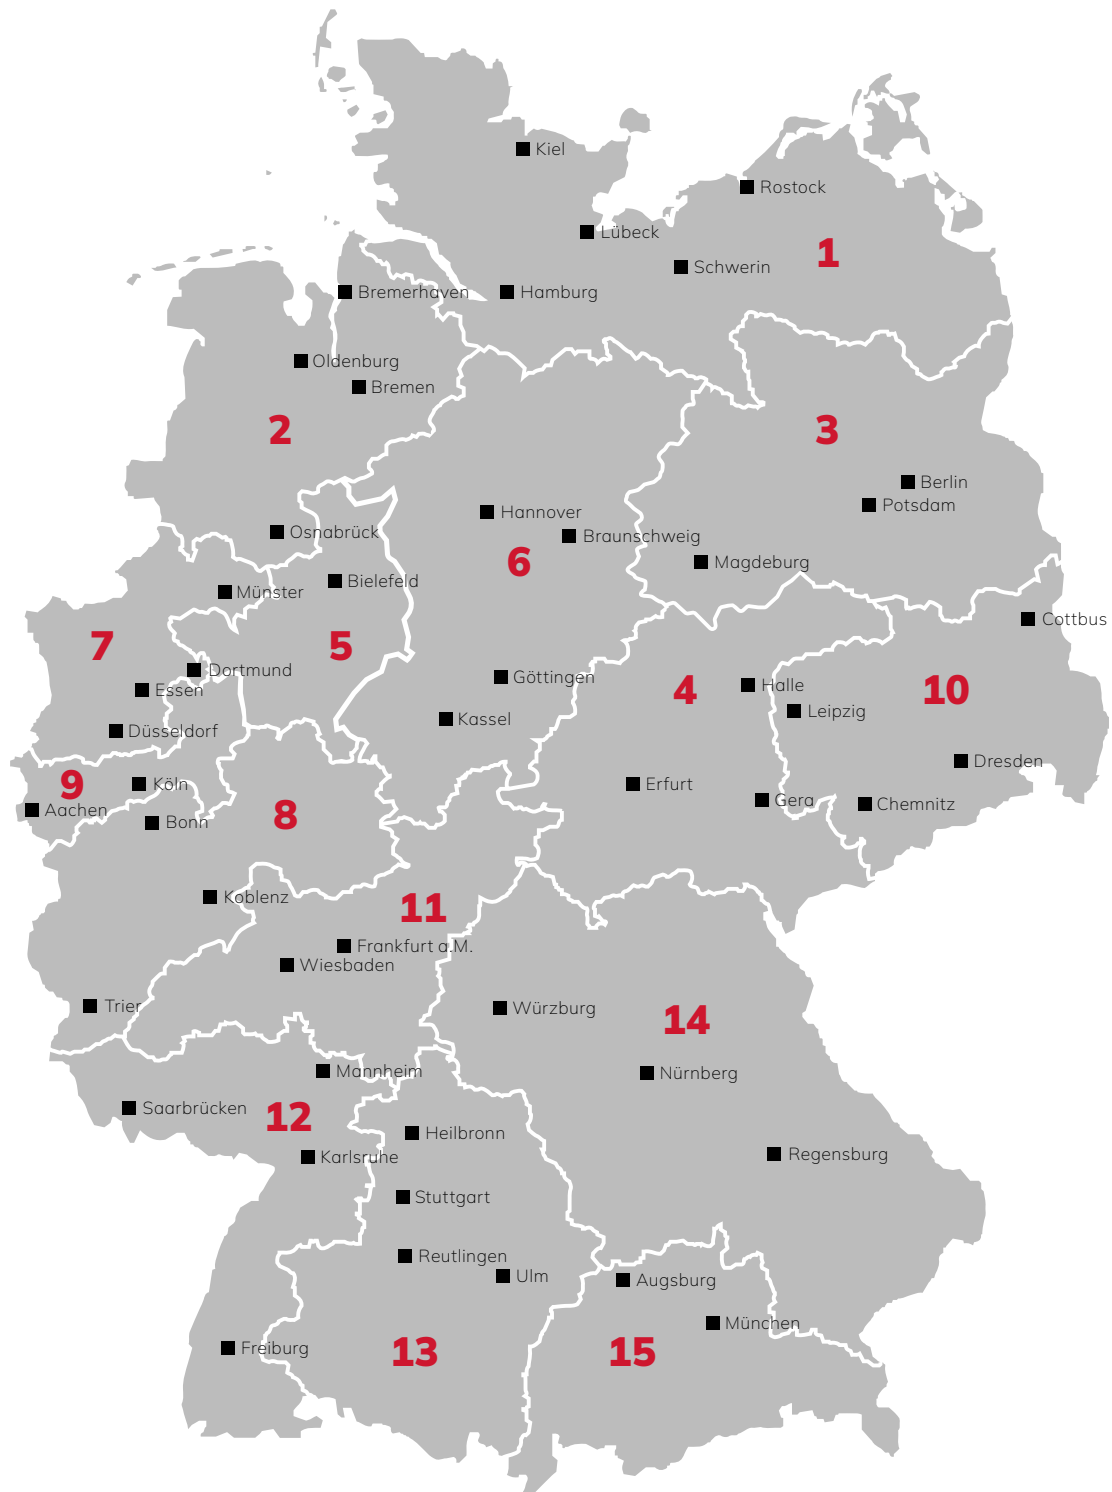 Kiel
Rostock
Lübeck
1
Schwerin
Bremerhaven
Hamburg
Oldenburg
Bremen
2
3
Berlin
Potsdam
Hannover
Osnabrück
Braunschweig
6
Magdeburg
Bielefeld
Münster
Cottbus
7
5
Dortmund
Göttingen
Essen
4
Halle
10
Leipzig
Kassel
Düsseldorf
Dresden
9
Köln
Erfurt
Gera
Chemnitz
Aachen
8
Bonn
Koblenz
11
Frankfurt a.M.
Wiesbaden
Trier
Würzburg
14
Mannheim
Nürnberg
Saarbrücken
12
Heilbronn
Karlsruhe
Regensburg
Stuttgart
Reutlingen
Ulm
Augsburg
München
Freiburg
13
15